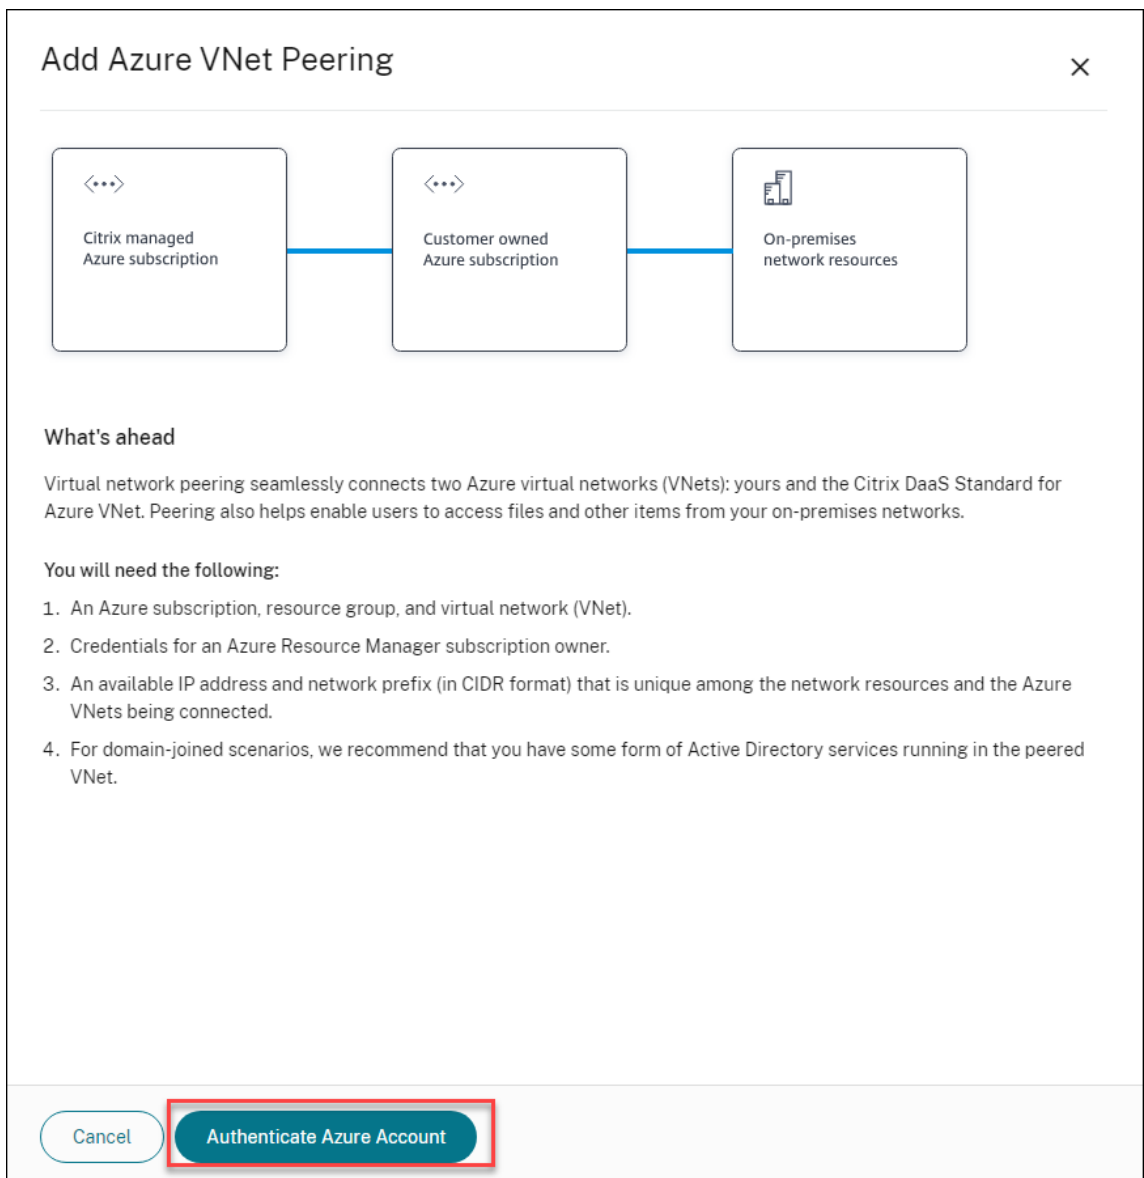 Add Azure VNet Peering
Citrix managed
Azure subscription
Customer owned
Azure subscription
On-premises
network resources
What's ahead
Virtual network peering seamlessly connects two Azure virtual networks (VNets): yours and the Citrix DaaS Standard for
Azure VNet. Peering also helps enable users to access files and other items from your on-premises networks.
You will need the following:
1. An Azure subscription, resource group, and virtual network (VNet).
2. Credentials for an Azure Resource Manager subscription owner.
3. An available IP address and network prefix (in CIDR format) that is unique among the network resources and the Azure
VNets being connected.
4. For domain-joined scenarios, we recommend that you have some form of Active Directory services running in the peered
VNet.
Cancel
Authenticate Azure Account